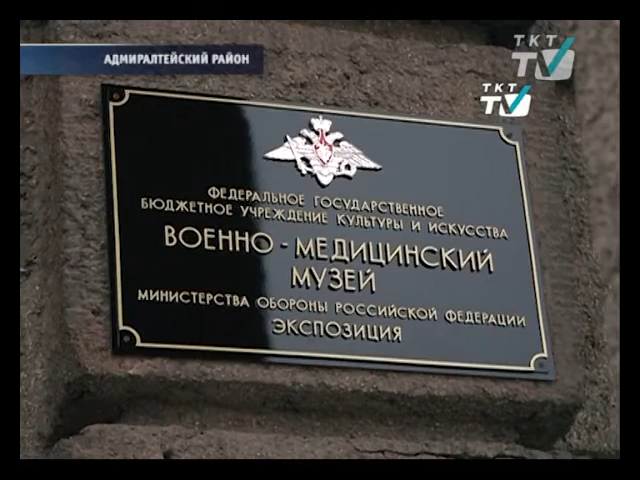 АДМИРАЛТЕЙСКИЙ РАЙОН
ТКТ
TV
ТКТ
TV
ФЕДЕРАЛЬНОЕ ГОСУДАРСТВЕННОЕ
БЮДЖЕТНОЕ УЧРЕЖДЕНИЕ КУЛЬТУРЫ И ИСКУССТВА
ВОЕННО - МЕДИЦИНСКИЙ
МУЗЕЙ
МИНИСТЕРСТВА ОБОРОНЫ РОССИЙСКОЙ ФЕДЕРАЦИИ
ЭКСПОЗИЦИЯ